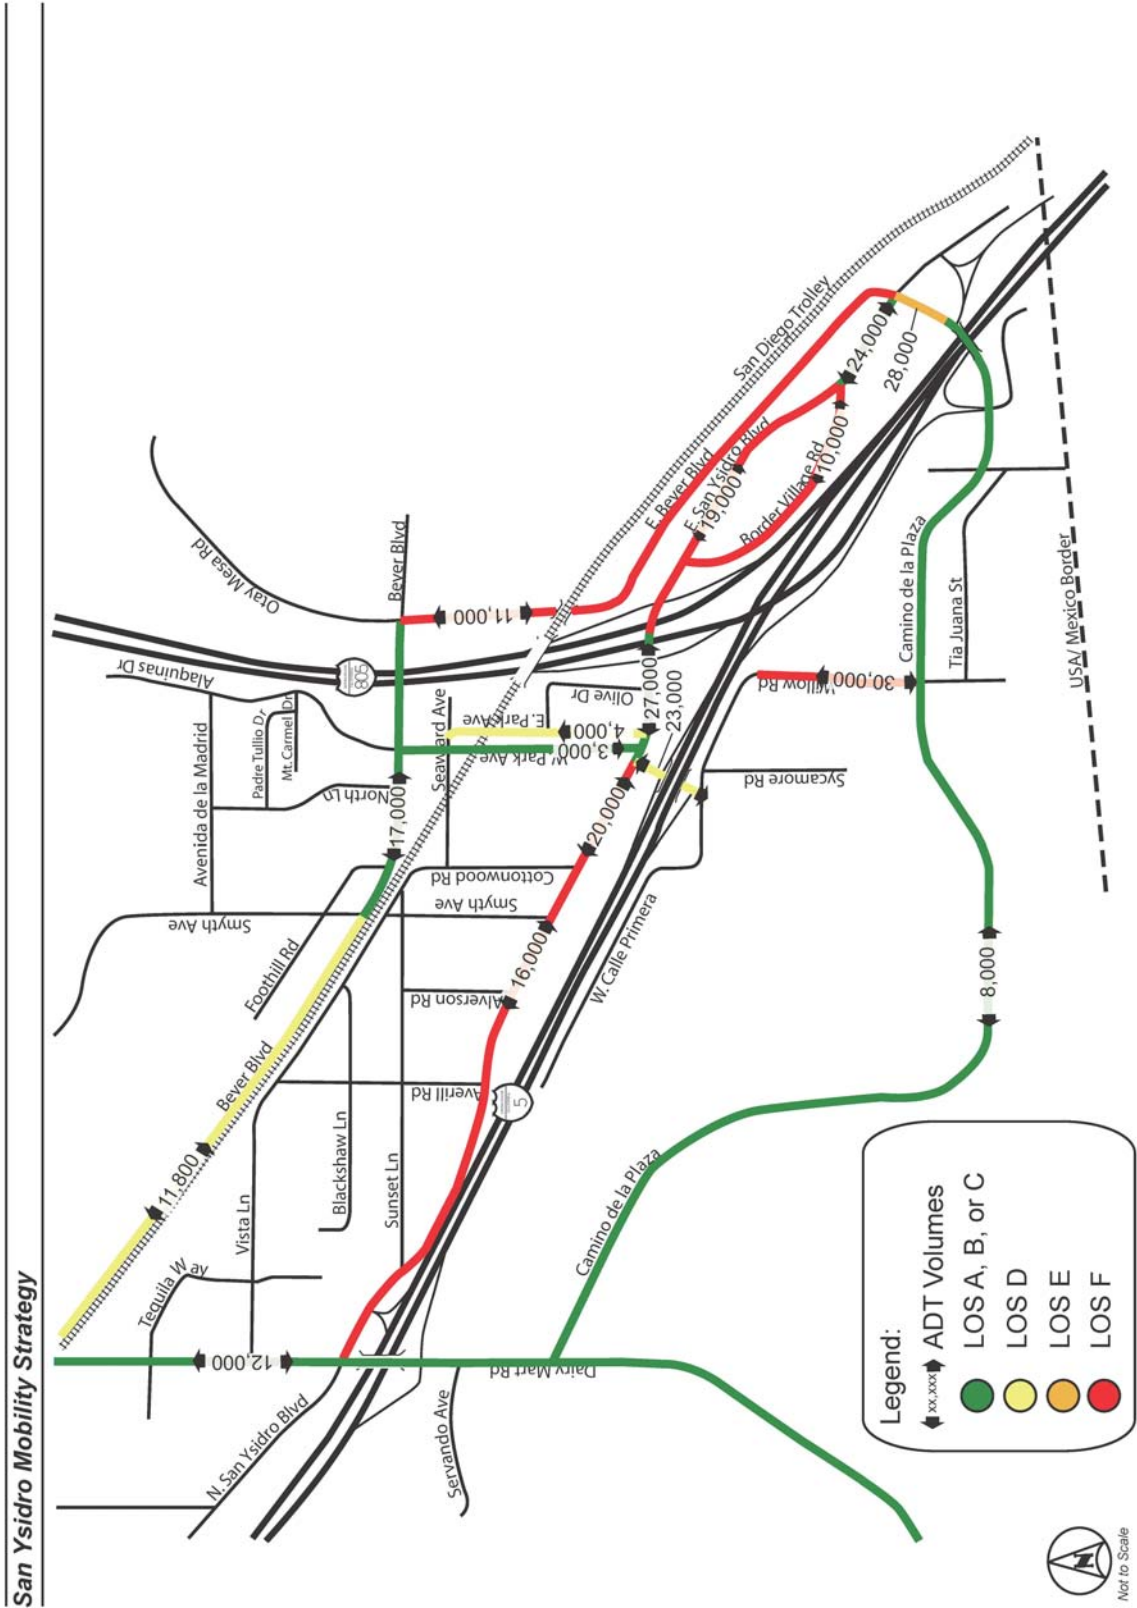 San Ysidro Mobility Strategy
Otay Mesa Rd
Beyer Blvd
Alaquinas Dr
805
Avenida de la Madrid
Padre Tullio Dr
Mt. Carmel Dr
North Ln
Seaward Ave
E. Park Ave
W. Park Ave
Olive Dr
San Diego Trolley
E. Beyer Blvd
E. San Ysidro Blvd
Border Village Rd
11,000
19,000
10,000
24,000
28,000
27,000
23,000
4,000
3,000
17,000
20,000
16,000
30,000
Willow Rd
Sycamore Rd
Camino de la Plaza
Tia Juana St
USA/ Mexico Border
Smyth Ave
Smyth Ave
Cottonwood Rd
Foothill Rd
Alverson Rd
Averill Rd
W. Calle Primera
5
8,000
Beyer Blvd
11,800
Blackshaw Ln
Vista Ln
Sunset Ln
Tequila Way
12,000
Camino de la Plaza
Dairy Mart Rd
N. San Ysidro Blvd
Servando Ave
Legend:
xx,xxx ADT Volumes
LOS A, B, or C
LOS D
LOS E
LOS F
N
Not to Scale